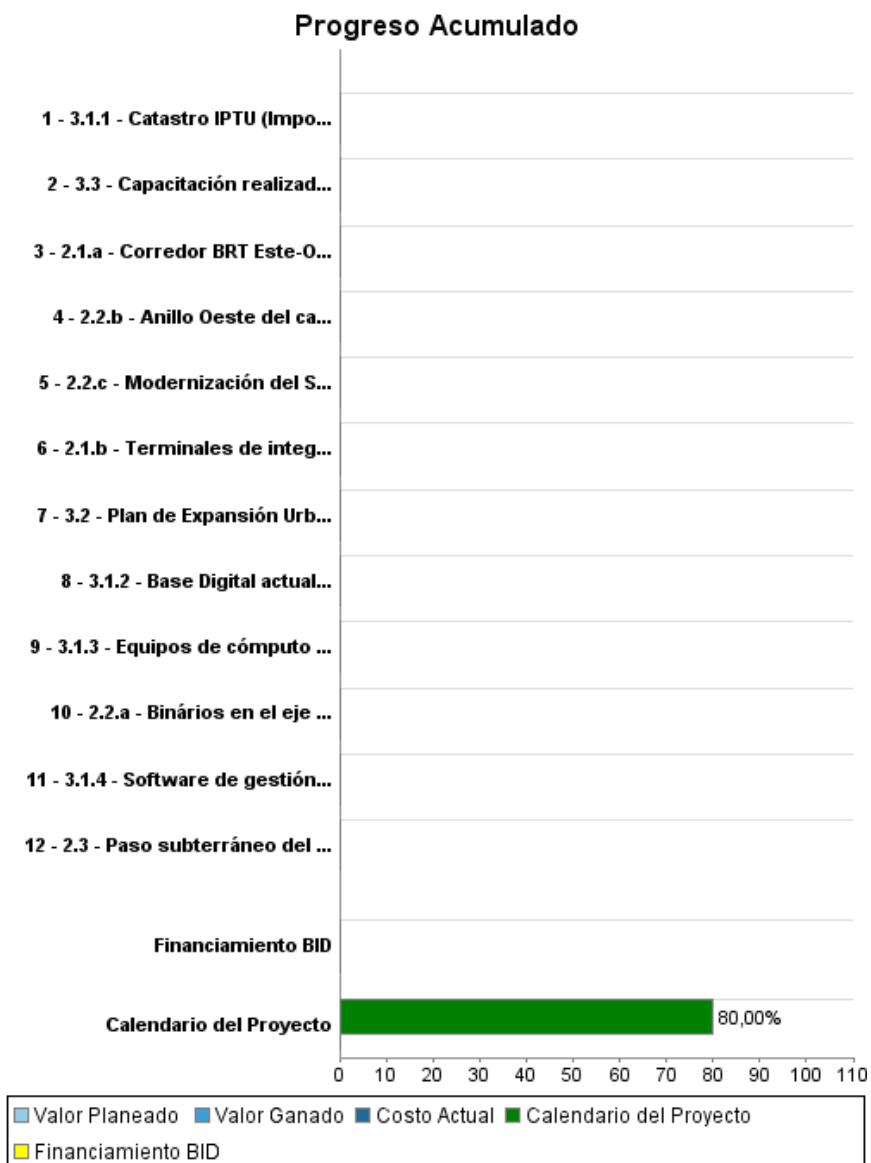 Progreso Acumulado
1 - 3.1.1 - Catastro IPTU (Impo...
2 - 3.3 - Capacitación realizad...
3 - 2.1.a - Corredor BRT Este-O...
4 - 2.2.b - Anillo Oeste del ca...
5 - 2.2.c - Modernización del S...
6 - 2.1.b - Terminales de integ...
7 - 3.2 - Plan de Expansión Urb...
8 - 3.1.2 - Base Digital actual...
9 - 3.1.3 - Equipos de cómputo ...
10 - 2.2.a - Binários en el eje ...
11 - 3.1.4 - Software de gestión...
12 - 2.3 - Paso subterráneo del ...
Financiamiento BID
Calendario del Proyecto 80,00%
0 10 20 30 40 50 60 70 80 90 100 110
Valor Planeado Valor Ganado Costo Actual Calendario del Proyecto
Financiamiento BID